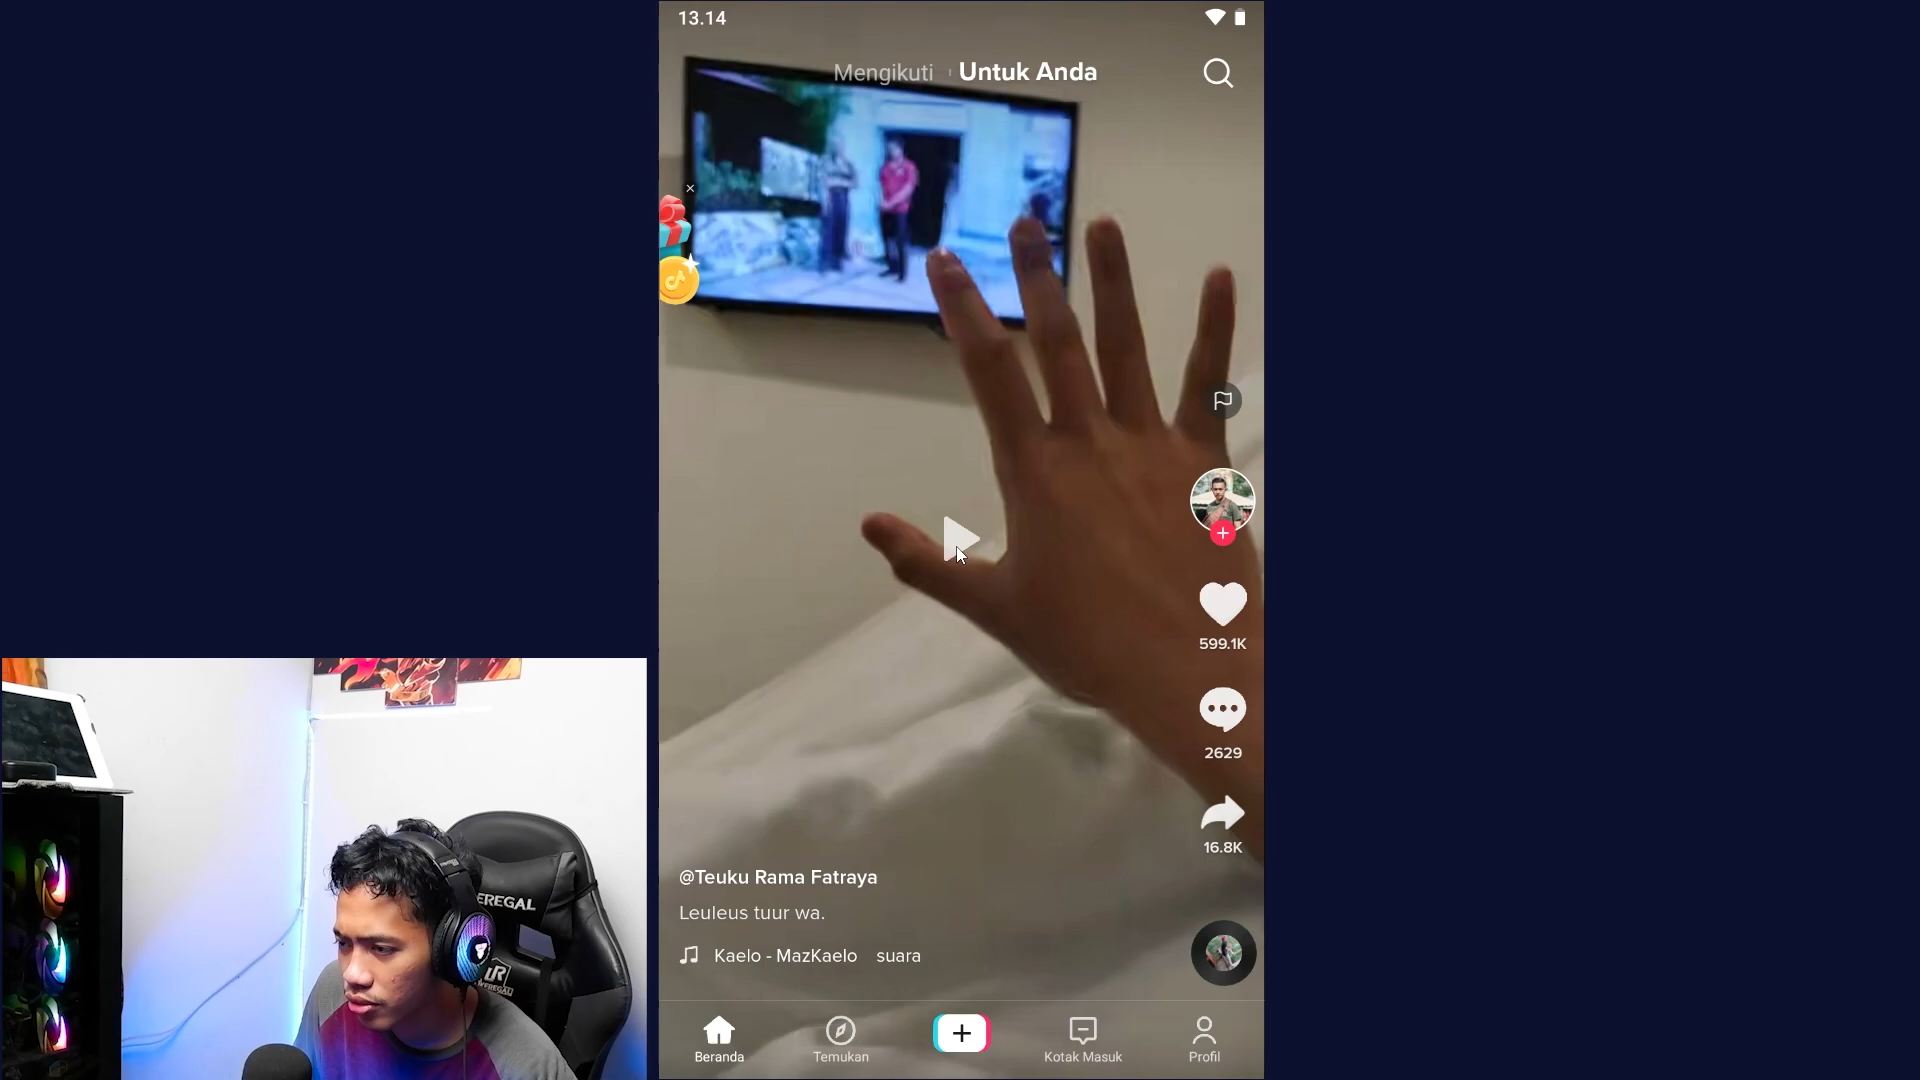 13.14
Mengikuti
Untuk Anda
599.1K
2629
16.8K
@Teuku Rama Fatraya
Leuleus tuur wa.
Kaelo - MazKaelo suara
Beranda
Temukan
Kotak Masuk
Profil
EREGAL